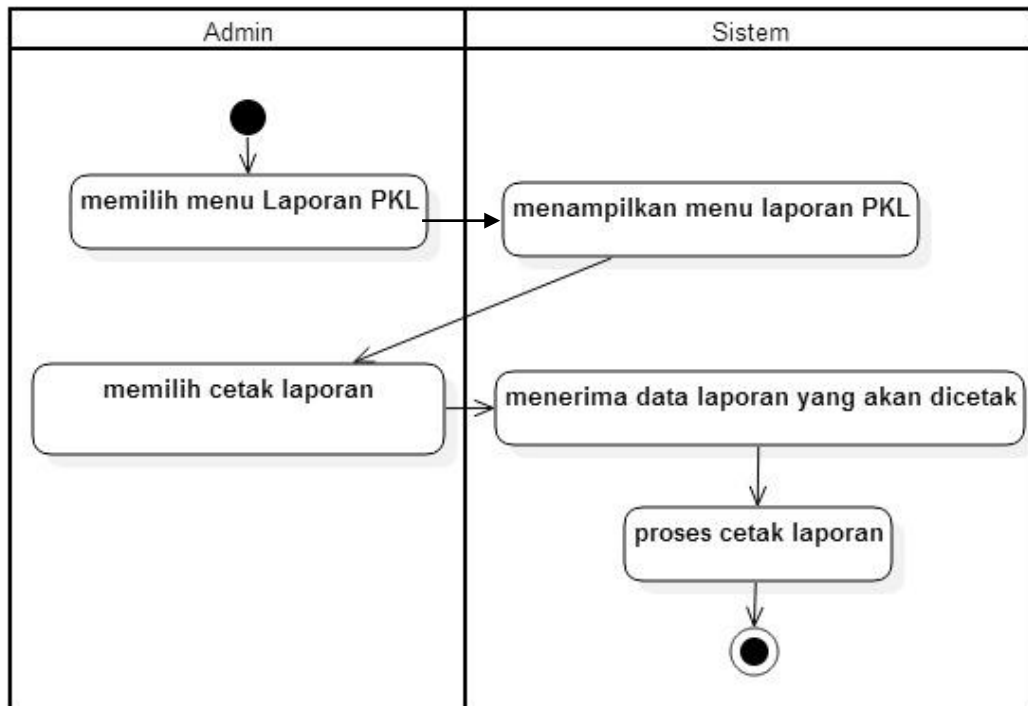 Admin
Sistem
memilih menu Laporan PKL
menampilkan menu laporan PKL
memilih cetak laporan
menerima data laporan yang akan dicetak
proses cetak laporan